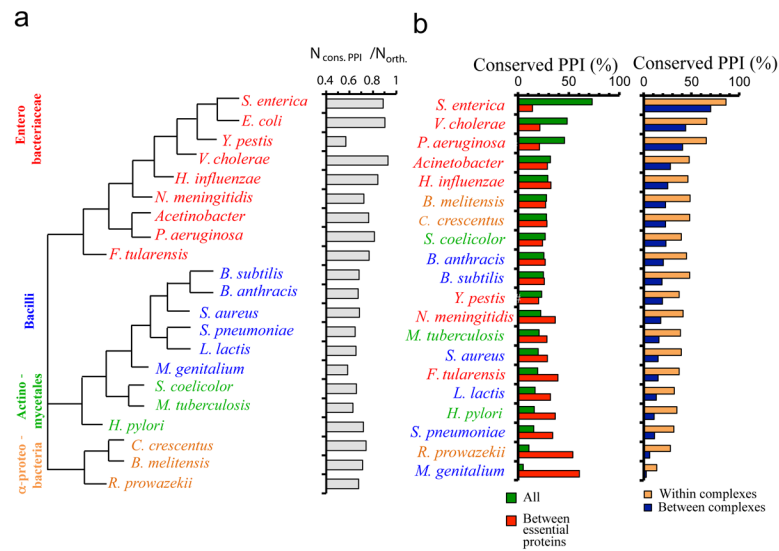 a
N cons. PPI /N orth.
0.4 0.6 0.8 1
Entero
bacteriaceae
Bacilli
Actino -
mycetales
α-proteo -
bacteria
S. enterica
E. coli
Y. pestis
V. cholerae
H. influenzae
N. meningitidis
Acetinobacter
P. aeruginosa
F. tularensis
B. subtilis
B. anthracis
S. aureus
S. pneumoniae
L. lactis
M. genitalium
S. coelicolor
M. tuberculosis
H. pylori
C. crescentus
B. melitensis
R. prowazekii
b
Conserved PPI (%)
0 50 100
Conserved PPI (%)
0 50 100
S. enterica
V. cholerae
P. aeruginosa
Acinetobacter
H. influenzae
B. melitensis
C. crescentus
S. coelicolor
B. anthracis
B. subtilis
Y. pestis
N. meningitidis
M. tuberculosis
S. aureus
F. tularensis
L. lactis
H. pylori
S. pneumoniae
R. prowazekii
M. genitalium
All
Between
essential
proteins
Within complexes
Between complexes